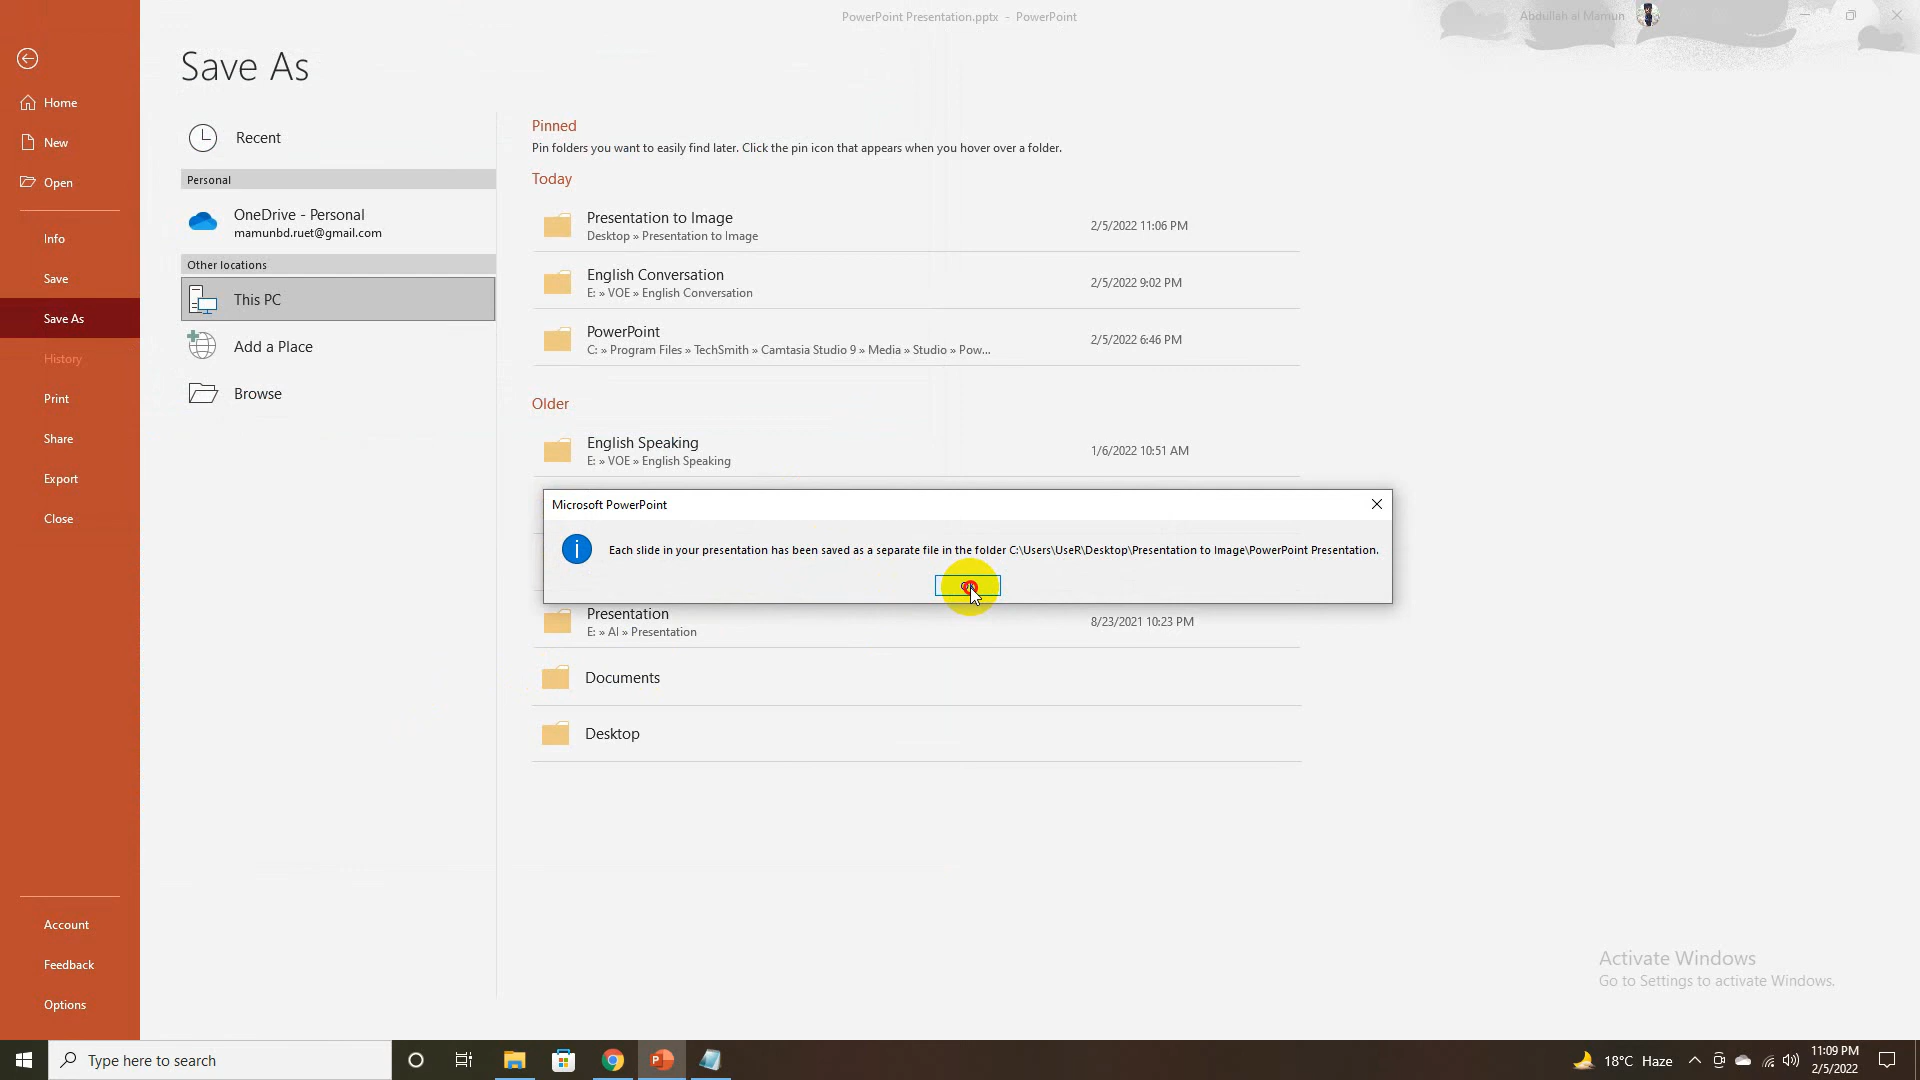 PowerPoint Presentation.pptx - PowerPoint
Abdullah al Mamun
Save As
Home
New
Open
Info
Save
Save As
History
Print
Share
Export
Close
Account
Feedback
Options
Recent
Personal
OneDrive - Personal
mamunbd.ruet@gmail.com
Other locations
This PC
Add a Place
Browse
Pinned
Pin folders you want to easily find later. Click the pin icon that appears when you hover over a folder.
Today
Presentation to Image 2/5/2022 11:06 PM
Desktop » Presentation to Image
English Conversation 2/5/2022 9:02 PM
E: » VOE » English Conversation
PowerPoint 2/5/2022 6:46 PM
C: » Program Files » TechSmith » Camtasia Studio 9 » Media » Studio » Pow...
Older
English Speaking 1/6/2022 10:51 AM
E: » VOE » English Speaking
Microsoft PowerPoint
Each slide in your presentation has been saved as a separate file in the folder C:\Users\UseR\Desktop\Presentation to Image\PowerPoint Presentation.
Presentation 8/23/2021 10:23 PM
E: » AI » Presentation
Documents
Desktop
Activate Windows
Go to Settings to activate Windows.
Type here to search
18°C Haze
11:09 PM
2/5/2022